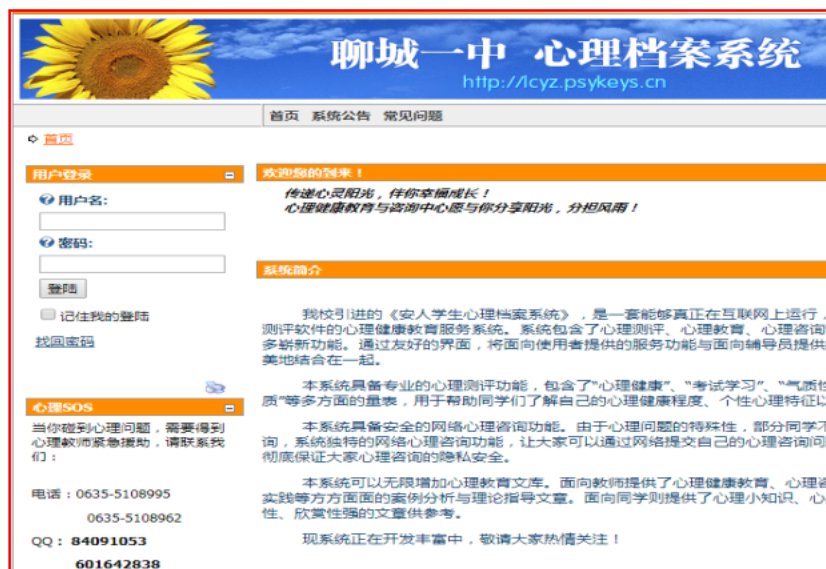 聊城一中 心理档案系统
http://lcyz.psykeys.cn
首页 系统公告 常见问题
首页
用户登录
用户名:
密码:
登陆
记住我的登陆
找回密码
心理SOS
当你碰到心理问题，需要得到
心理教师紧急援助，请联系我
们：
电话：0635-5108995
0635-5108962
QQ：84091053
601642838
欢迎您的到来！
传递心灵阳光，伴你幸福成长！
心理健康教育与咨询中心愿与你分享阳光，分担风雨！
系统简介
我校引进的《安人学生心理档案系统》，是一套能够真正在互联网上运行，
测评软件的心理健康教育服务系统。系统包含了心理测评、心理教育、心理咨询
多崭新功能。通过友好的界面，将面向使用者提供的服务功能与面向辅导员提供
美地结合在一起。
本系统具备专业的心理测评功能，包含了“心理健康”、“考试学习”、“气质性
质”等多方面的量表，用于帮助同学们了解自己的心理健康程度、个性心理特征以
本系统具备安全的网络心理咨询功能。由于心理问题的特殊性，部分同学不
询，系统独特的网络心理咨询功能，让大家可以通过网络提交自己的心理咨询问
彻底保证大家心理咨询的隐私安全。
本系统可以无限增加心理教育文库。面向教师提供了心理健康教育、心理咨
实践等方方面面的案例分析与理论指导文章。面向同学则提供了心理小知识、心
性、欣赏性强的文章供参考。
现系统正在开发丰富中，敬请大家热情关注！